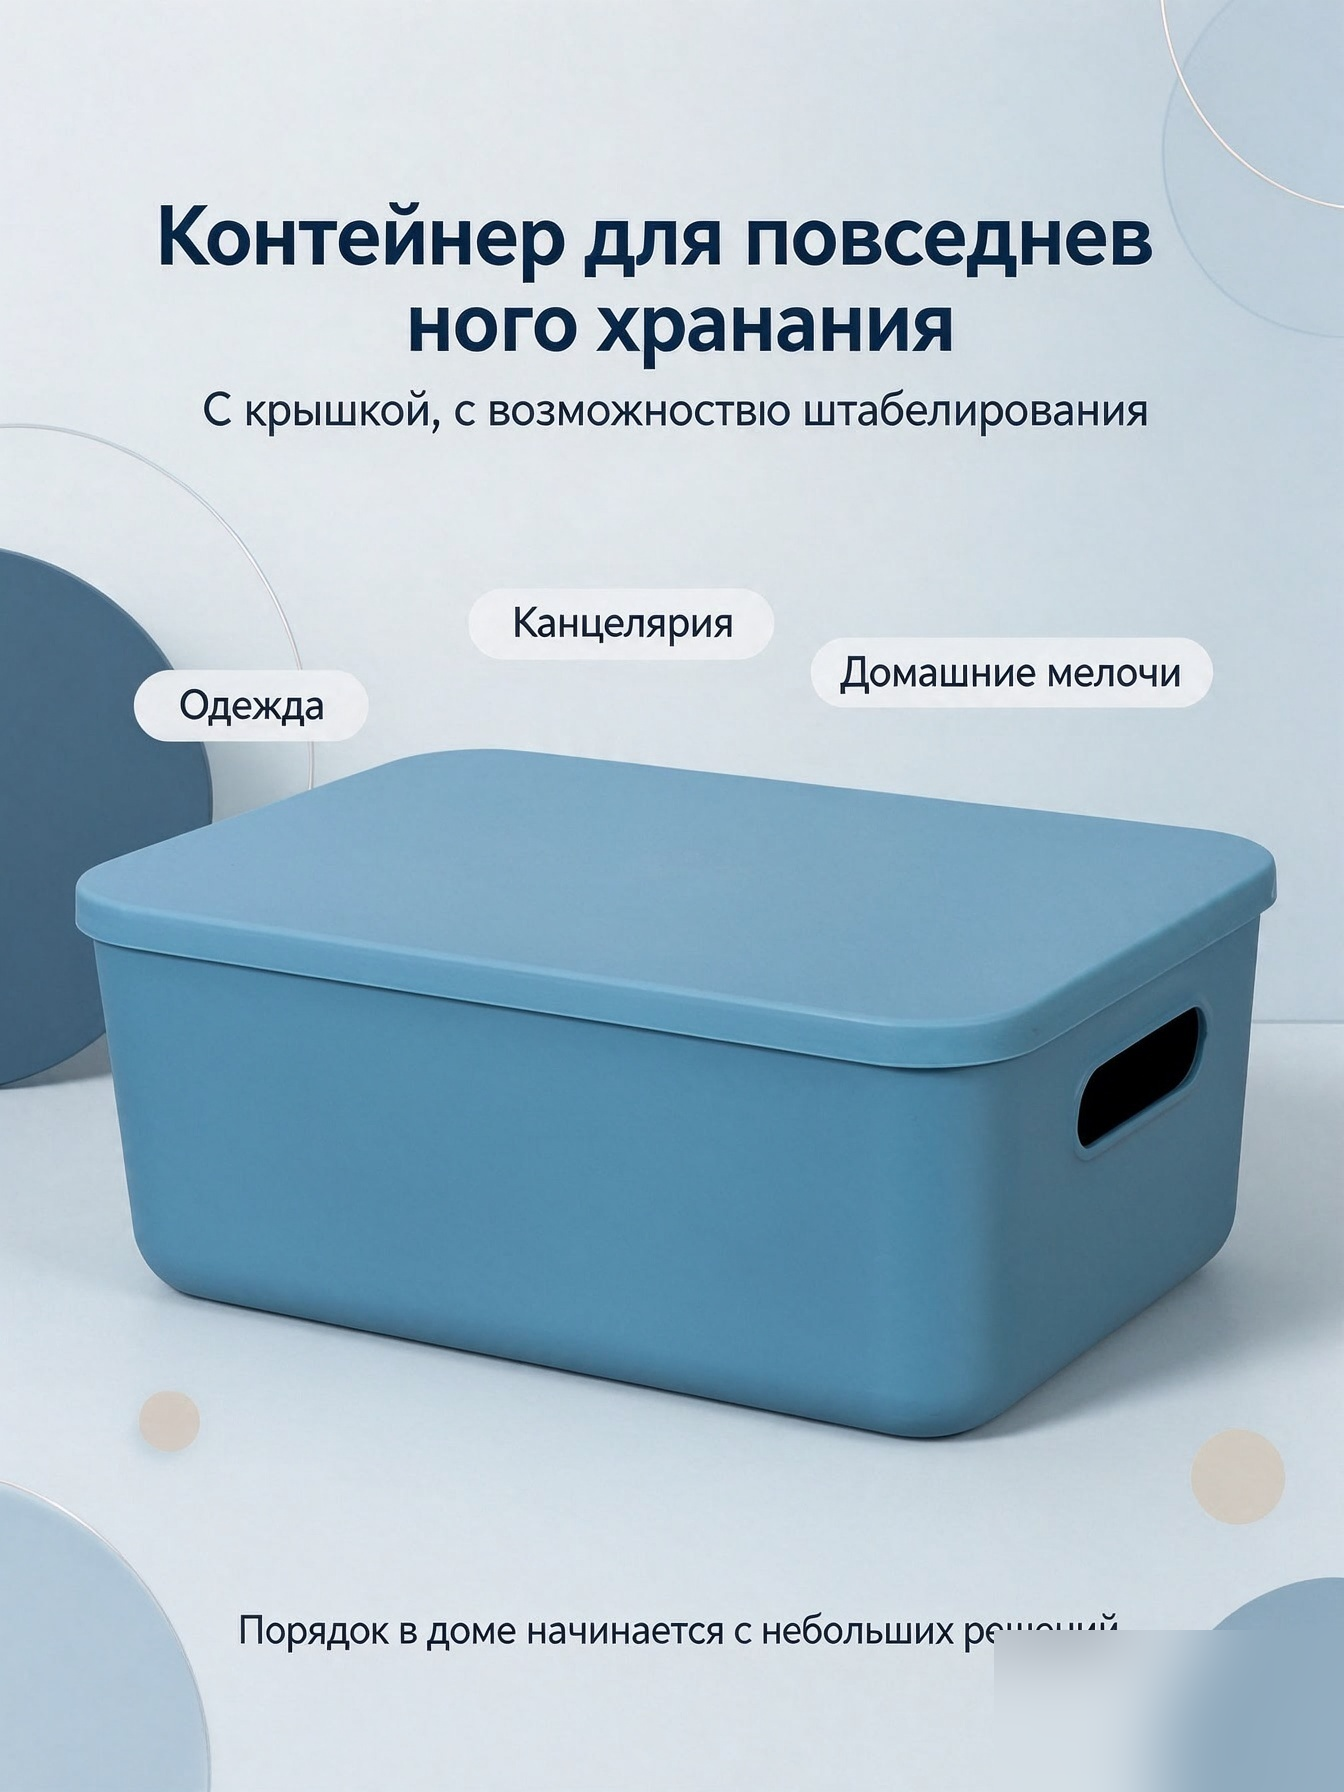 Контейнер для повседнев
ного хранания
С крышкой, с возможноствю штабелирования
Канцелярия
Домашние мелочи
Одежда
Порядок в доме начинается с небольших